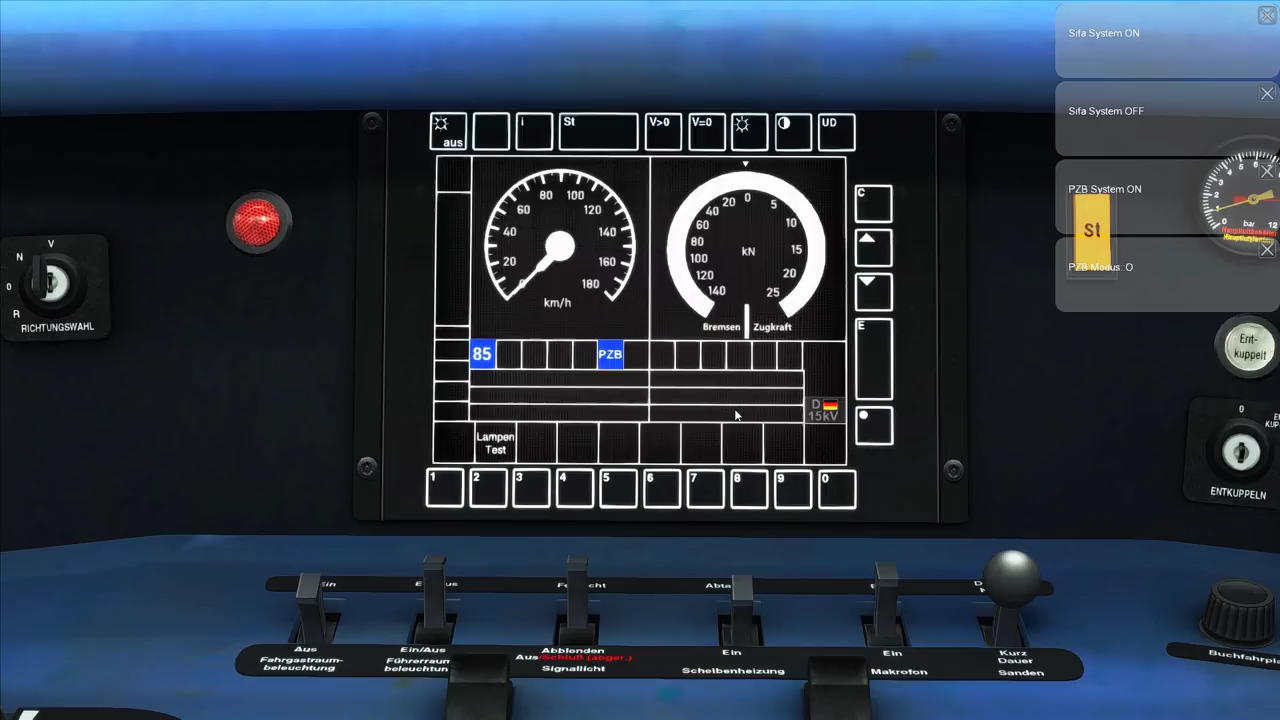 Sifa System ON
Sifa System OFF
PZB System ON
PZB Modus: O
St
aus
i
St
V>0
V=0
UD
0
20
40
60
80
100
120
140
160
180
km/h
140
120
100
80
60
40
20
0
5
10
15
20
25
kN
Bremsen
Zugkraft
C
E
85
PZB
D
15kV
Lampen
Test
1
2
3
4
5
6
7
8
9
0
V
N
0
R
RICHTUNGSWAHL
bar
12
Ent-
kuppelt
0
ENTKUPPELN
Aus
Fahrgastraum-
beleuchtung
Ein/Aus
Führerraum-
beleuchtung
Abblenden
Aus/Schluß (abger.)
Signallicht
Ein
Scheibenheizung
Ein
Makrofon
Kurz
Dauer
Sanden